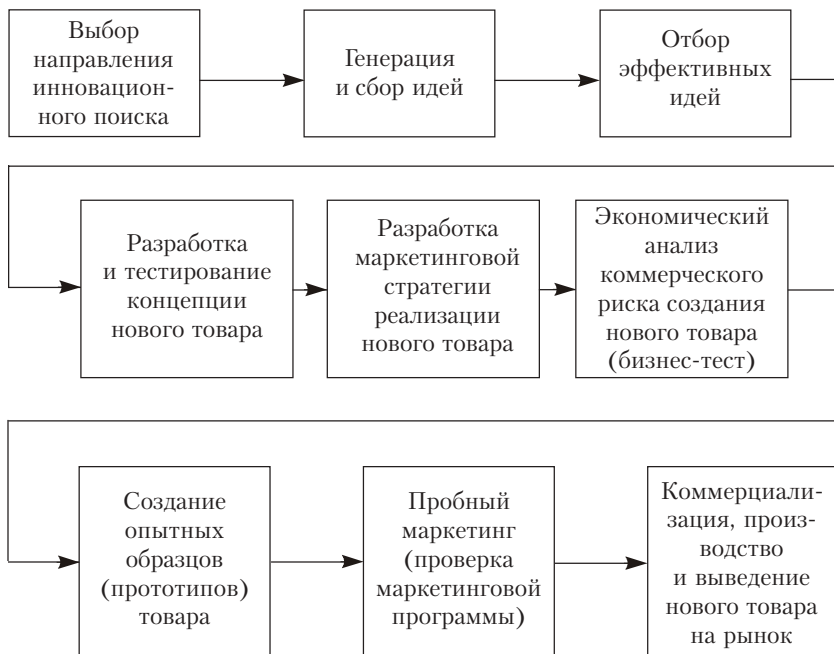 Выбор
направления
инновацион-
ного поиска
Генерация
и сбор идей
Отбор
эффективных
идей
Разработка
и тестирование
концепции
нового товара
Разработка
маркетинговой
стратегии
реализации
нового товара
Экономический
анализ
коммерческого
риска создания
нового товара
(бизнес-тест)
Создание
опытных
образцов
(прототипов)
товара
Пробный
маркетинг
(проверка
маркетинговой
программы)
Коммерциали-
зация, произ-
водство
и выведение
нового товара
на рынок